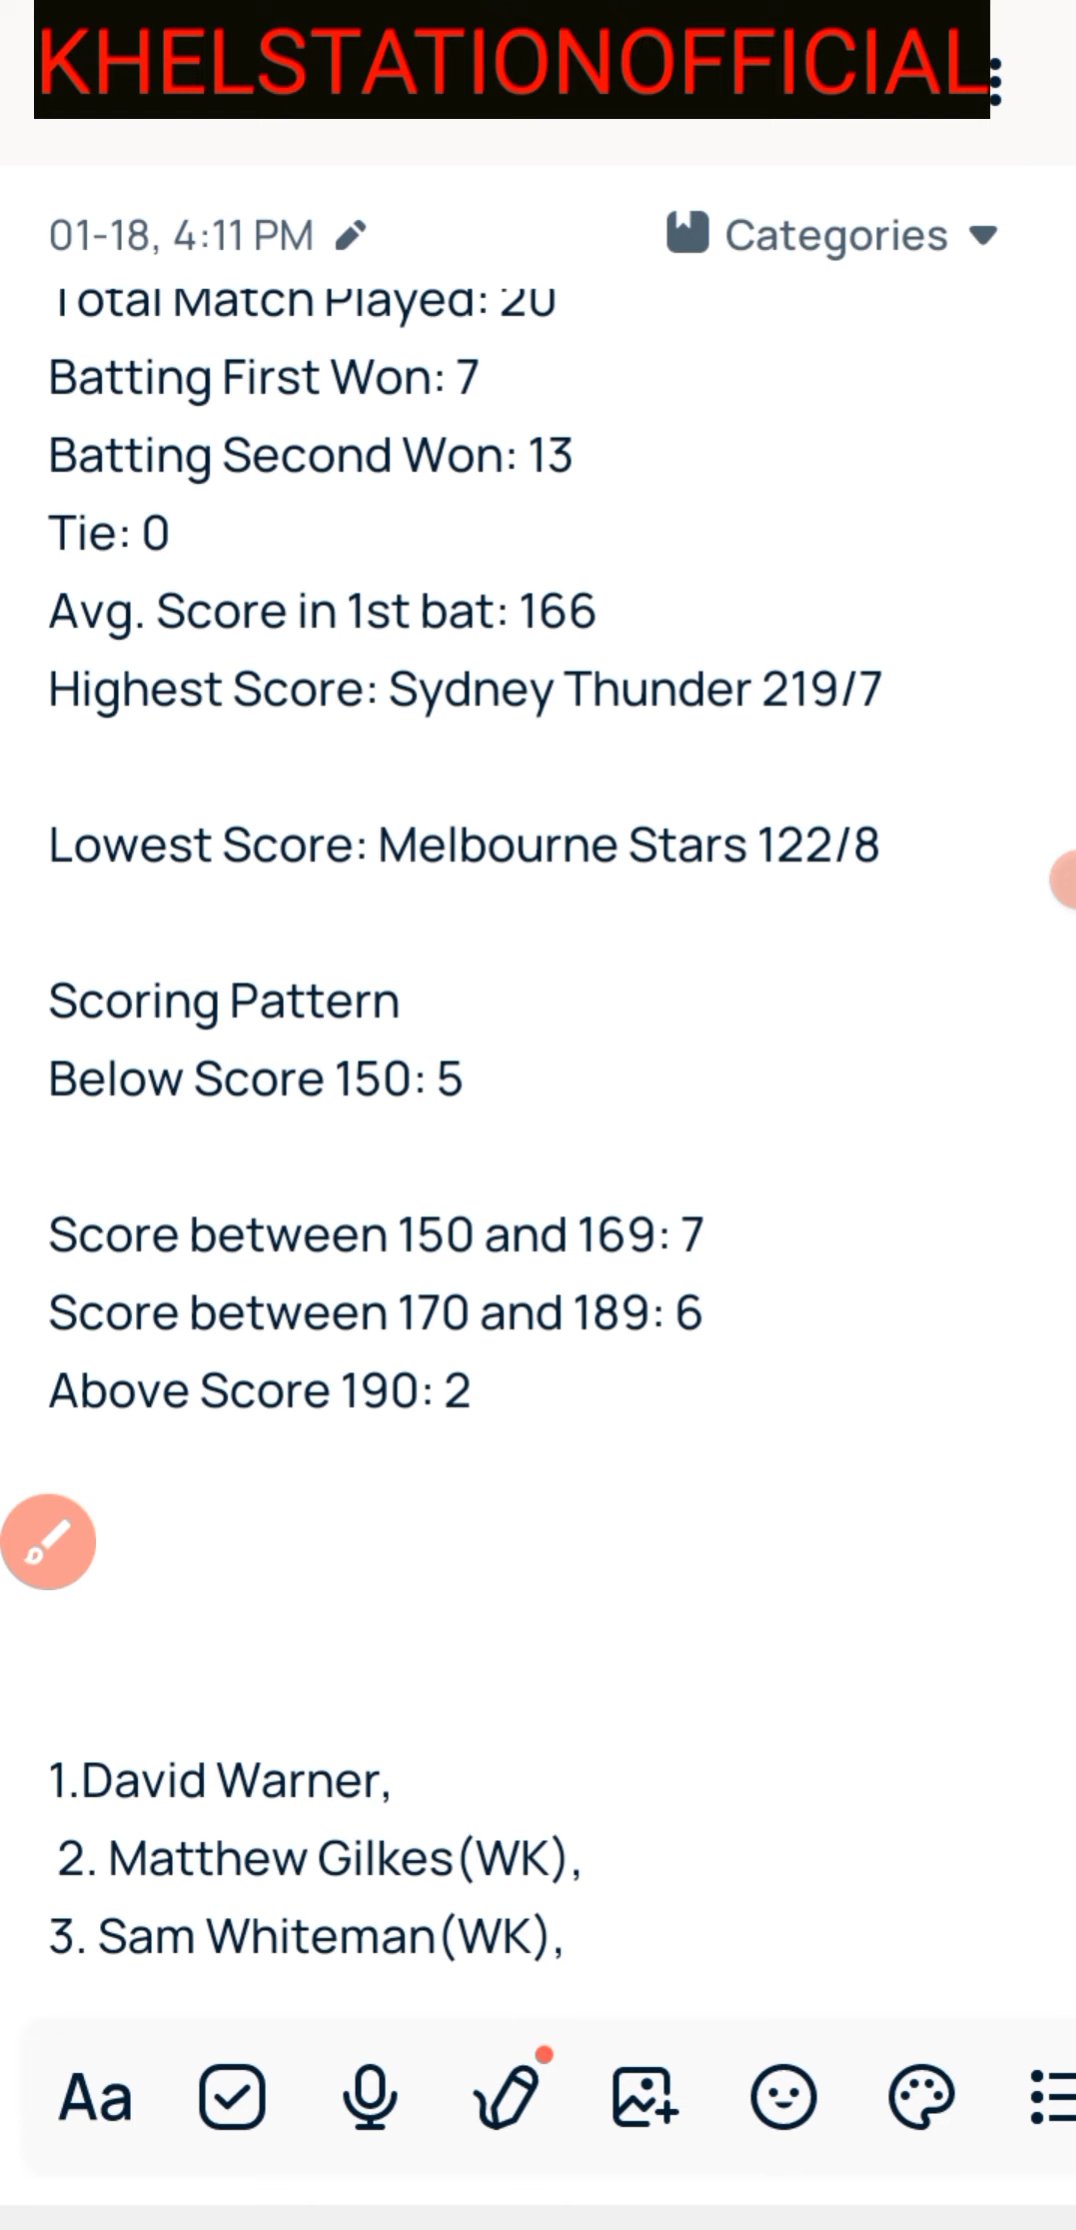 KHELSTATIONOFFICIAL
01-18, 4:11 PM
Categories
Total Match Played: 20
Batting First Won: 7
Batting Second Won: 13
Tie: 0
Avg. Score in 1st bat: 166
Highest Score: Sydney Thunder 219/7
Lowest Score: Melbourne Stars 122/8
Scoring Pattern
Below Score 150: 5
Score between 150 and 169: 7
Score between 170 and 189: 6
Above Score 190: 2
1.David Warner,
2. Matthew Gilkes(WK),
3. Sam Whiteman(WK),
Aa